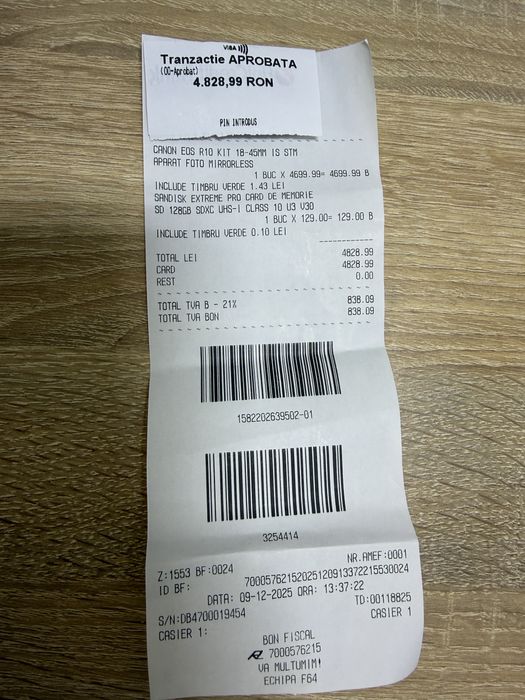 VISA
Tranzactie APROBATA
(00-Aprobat)
4.828,99 RON
PIN INTRODUS
CANON EOS R10 KIT 18-45MM IS STM
APARAT FOTO MIRRORLESS
1 BUC X 4699.99= 4699.99 B
INCLUDE TIMBRU VERDE 1.43 LEI
SANDISK EXTREME PRO CARD DE MEMORIE
SD 128GB SDXC UHS-I CLASS 10 U3 V30
1 BUC X 129.00= 129.00 B
INCLUDE TIMBRU VERDE 0.10 LEI
TOTAL LEI 4828.99
CARD 4828.99
REST 0.00
TOTAL TVA B - 21% 838.09
TOTAL TVA BON 838.09
1582202639502-01
3254414
Z:1553 BF:0024 NR.AMEF:0001
ID BF: 70005762152025120913372215530024
DATA: 09-12-2025 ORA: 13:37:22
S/N:DB4700019454 TD:00118825
CASIER 1: CASIER 1
BON FISCAL
7000576215
VA MULTUMIM!
ECHIPA F64